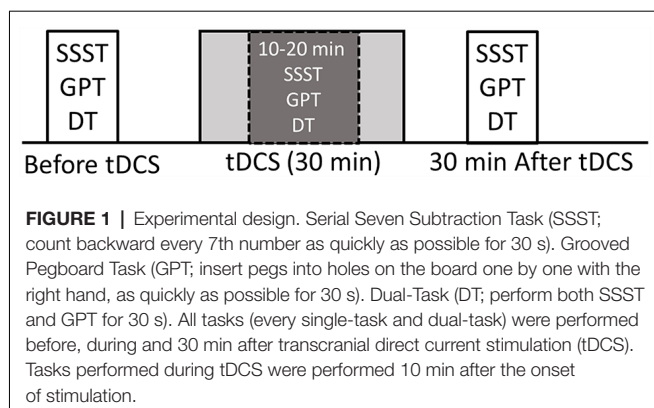 SSST
GPT
DT
10-20 min
SSST
GPT
DT
SSST
GPT
DT
Before tDCS
tDCS (30 min)
30 min After tDCS
FIGURE 1 | Experimental design. Serial Seven Subtraction Task (SSST;
count backward every 7th number as quickly as possible for 30 s). Grooved
Pegboard Task (GPT; insert pegs into holes on the board one by one with the
right hand, as quickly as possible for 30 s). Dual-Task (DT; perform both SSST
and GPT for 30 s). All tasks (every single-task and dual-task) were performed
before, during and 30 min after transcranial direct current stimulation (tDCS).
Tasks performed during tDCS were performed 10 min after the onset
of stimulation.